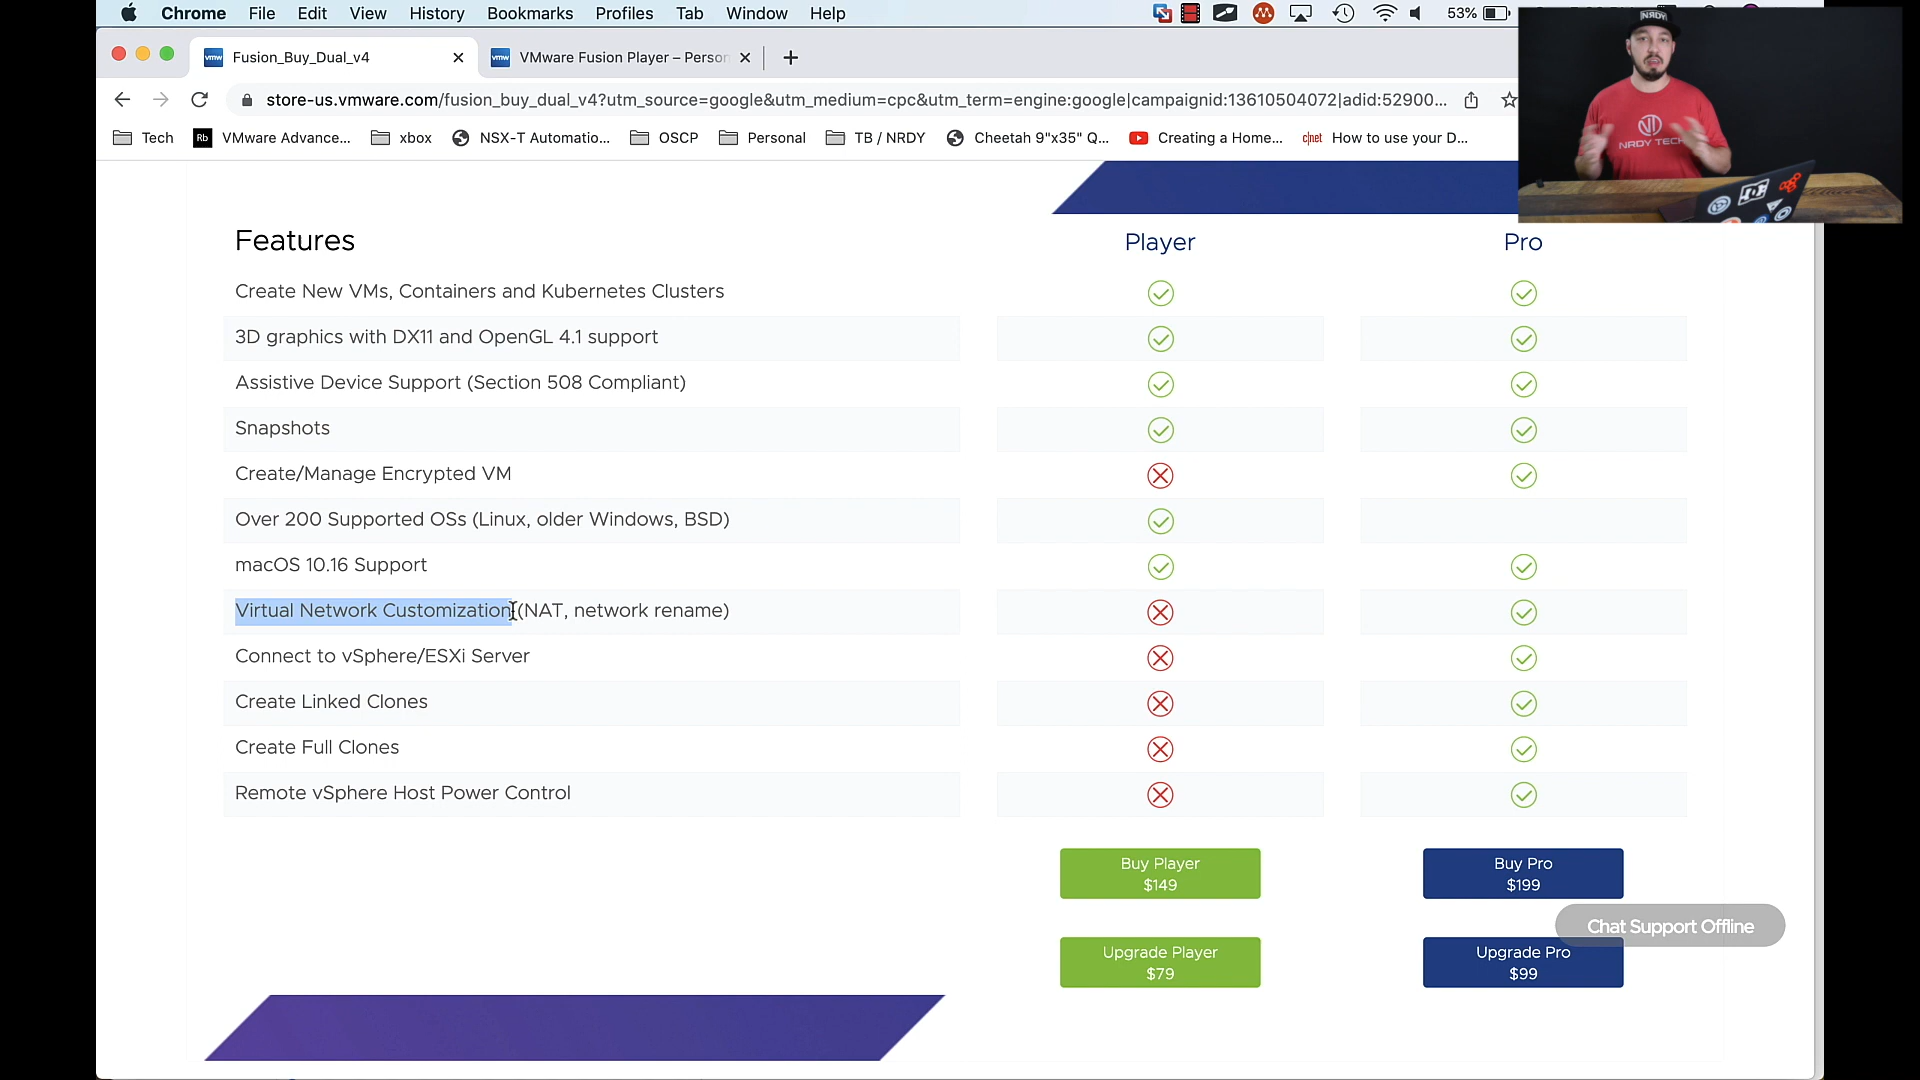 Chrome File Edit View History Bookmarks Profiles Tab Window Help 53%
Fusion_Buy_Dual_v4 VMware Fusion Player – Person
store-us.vmware.com/fusion_buy_dual_v4?utm_source=google&utm_medium=cpc&utm_term=engine:google|campaignid:13610504072|adid:52900...
Tech Rb VMware Advance... xbox NSX-T Automatio... OSCP Personal TB / NRDY Cheetah 9"x35" Q... Creating a Home... c|net How to use your D...
NRDY
NRDY TECH
Features Player Pro
Create New VMs, Containers and Kubernetes Clusters
3D graphics with DX11 and OpenGL 4.1 support
Assistive Device Support (Section 508 Compliant)
Snapshots
Create/Manage Encrypted VM
Over 200 Supported OSs (Linux, older Windows, BSD)
macOS 10.16 Support
Virtual Network Customization (NAT, network rename)
Connect to vSphere/ESXi Server
Create Linked Clones
Create Full Clones
Remote vSphere Host Power Control
Buy Player Buy Pro
$149 $199
Chat Support Offline
Upgrade Player Upgrade Pro
$79 $99